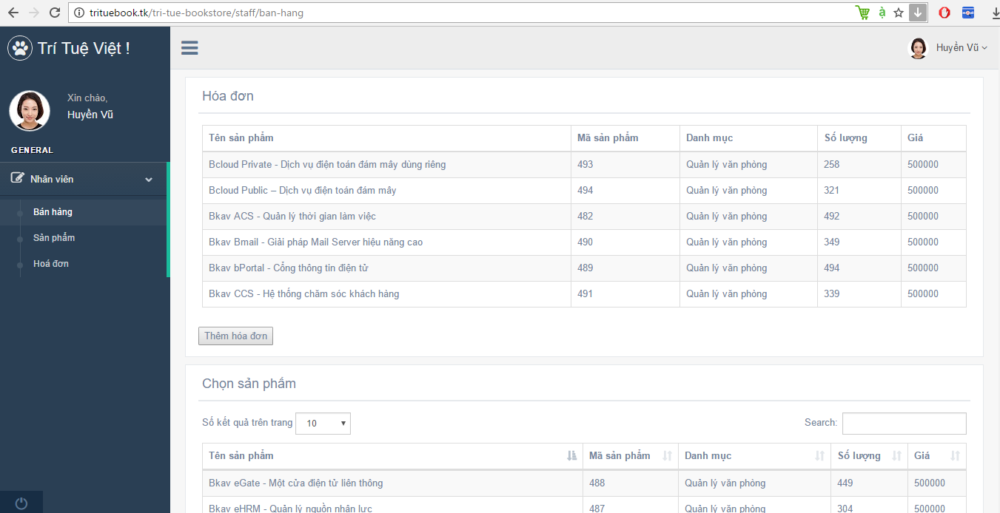 trituebook.tk/tri-tue-bookstore/staff/ban-hang
Trí Tuệ Việt !
Huyền Vũ
Xin chào,
Huyền Vũ
GENERAL
Nhân viên
Bán hàng
Sản phẩm
Hoá đơn
Hóa đơn
Tên sản phẩm Mã sản phẩm Danh mục Số lượng Giá
Bcloud Private - Dịch vụ điện toán đám mây dùng riêng 493 Quản lý văn phòng 258 500000
Bcloud Public – Dịch vụ điện toán đám mây 494 Quản lý văn phòng 321 500000
Bkav ACS - Quản lý thời gian làm việc 482 Quản lý văn phòng 492 500000
Bkav Bmail - Giải pháp Mail Server hiệu năng cao 490 Quản lý văn phòng 349 500000
Bkav bPortal - Cổng thông tin điện tử 489 Quản lý văn phòng 494 500000
Bkav CCS - Hệ thống chăm sóc khách hàng 491 Quản lý văn phòng 339 500000
Thêm hóa đơn
Chọn sản phẩm
Số kết quả trên trang 10 Search:
Tên sản phẩm Mã sản phẩm Danh mục Số lượng Giá
Bkav eGate - Một cửa điện tử liên thông 488 Quản lý văn phòng 449 500000
Bkav eHRM - Quản lý nguồn nhân lực 487 Quản lý văn phòng 304 500000